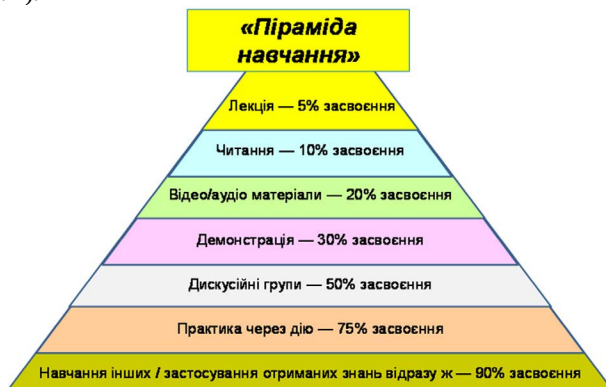 «Піраміда
навчання»
Лекція — 5% засвоєння
Читання — 10% засвоєння
Відео/аудіо матеріали — 20% засвоєння
Демонстрація — 30% засвоєння
Дискусійні групи — 50% засвоєння
Практика через дію — 75% засвоєння
Навчання інших / застосування отриманих знань відразу ж — 90% засвоєння